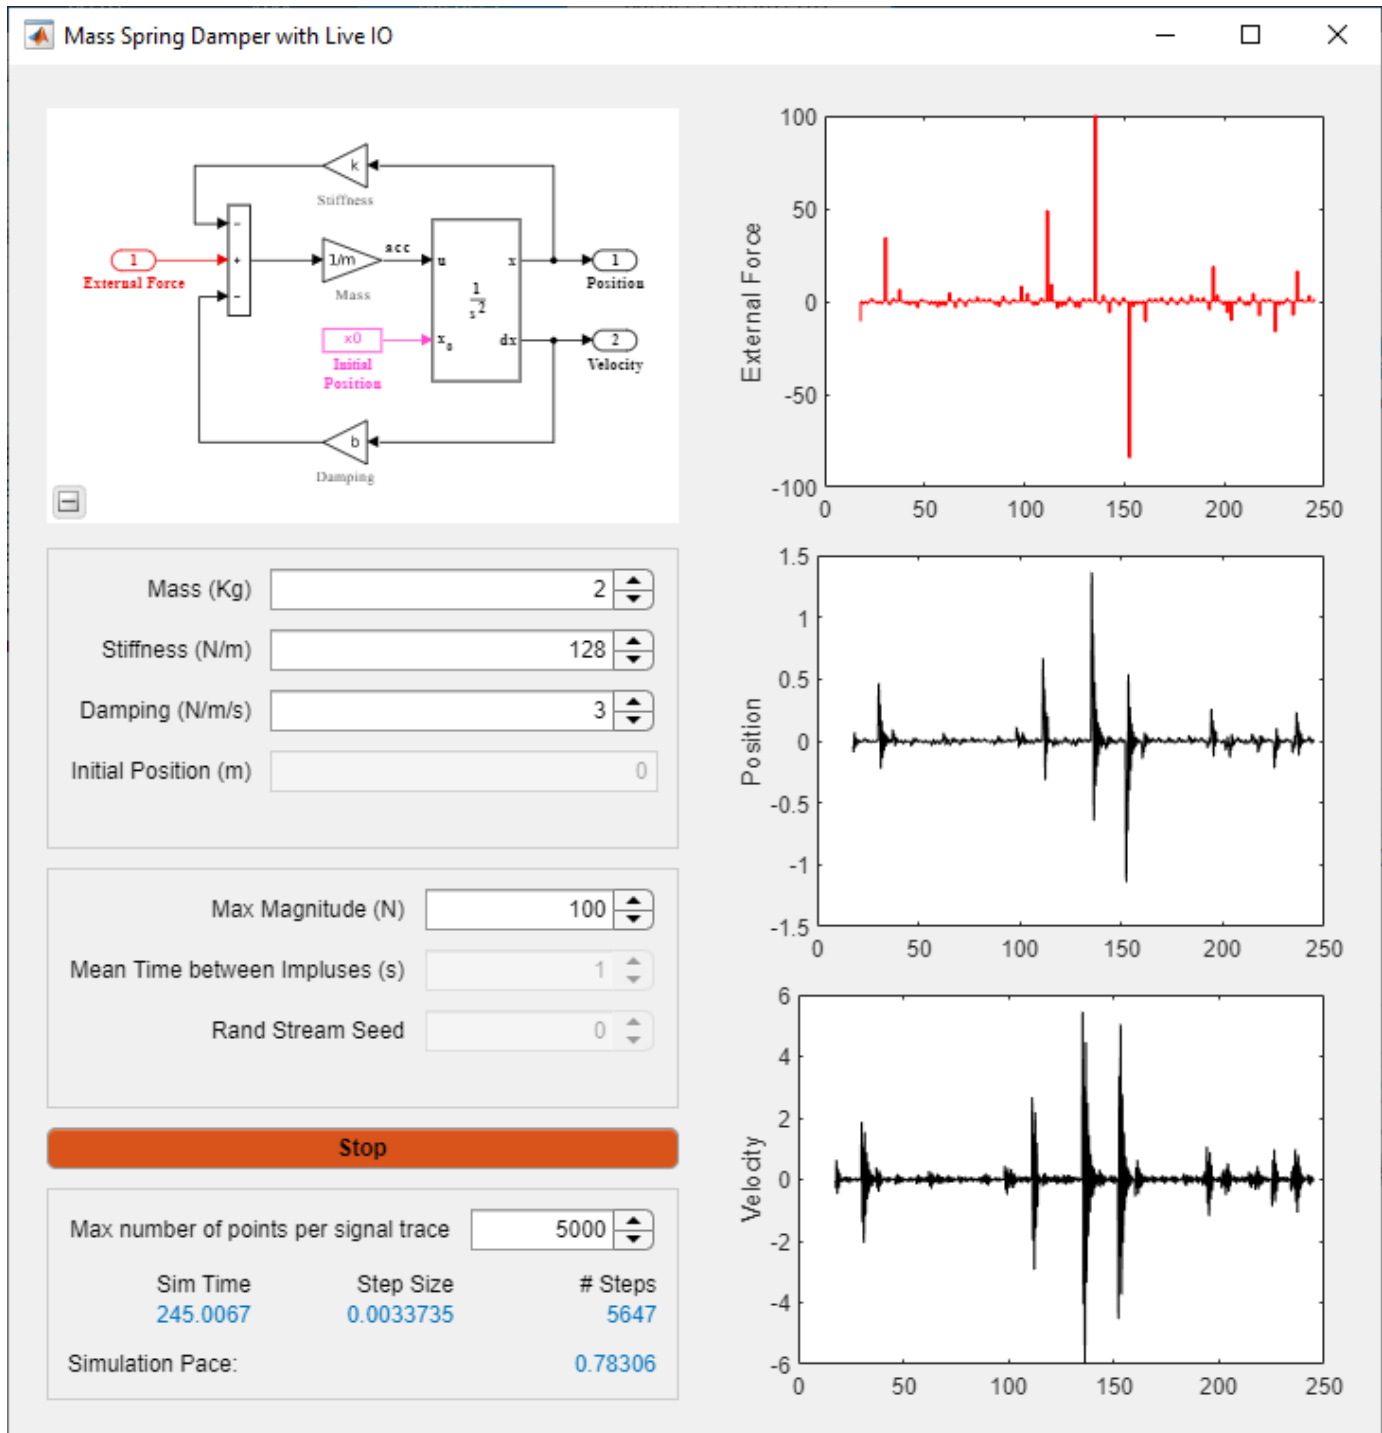 Mass Spring Damper with Live IO
k
Stiffness
−
1
+
External Force
−
1/m
Mass
acc
u
x
1
s²
x₀
dx
x0
Initial
Position
1
Position
2
Velocity
b
Damping
Mass (Kg) 2
Stiffness (N/m) 128
Damping (N/m/s) 3
Initial Position (m) 0
Max Magnitude (N) 100
Mean Time between Impluses (s) 1
Rand Stream Seed 0
Stop
Max number of points per signal trace 5000
Sim Time Step Size # Steps
245.0067 0.0033735 5647
Simulation Pace: 0.78306
External Force
100
50
0
-50
-100
0 50 100 150 200 250
Position
1.5
1
0.5
0
-0.5
-1
-1.5
0 50 100 150 200 250
Velocity
6
4
2
0
-2
-4
-6
0 50 100 150 200 250